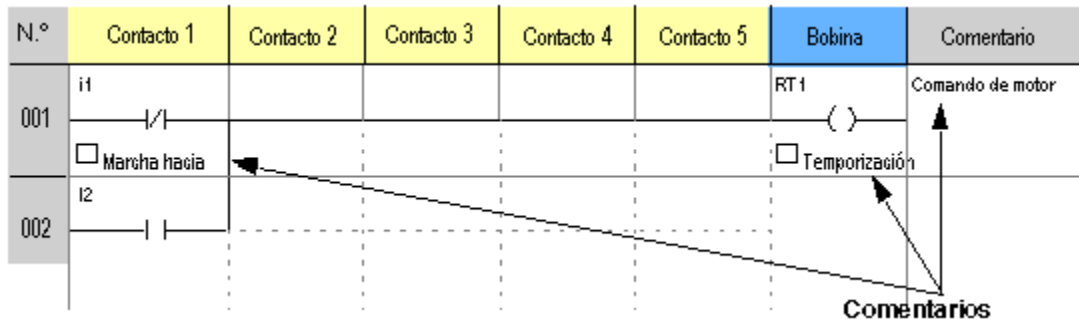 N.° Contacto 1 Contacto 2 Contacto 3 Contacto 4 Contacto 5 Bobina Comentario
i1 RT1 Comando de motor
001
Marcha hacia Temporización
I2
002
Comentarios